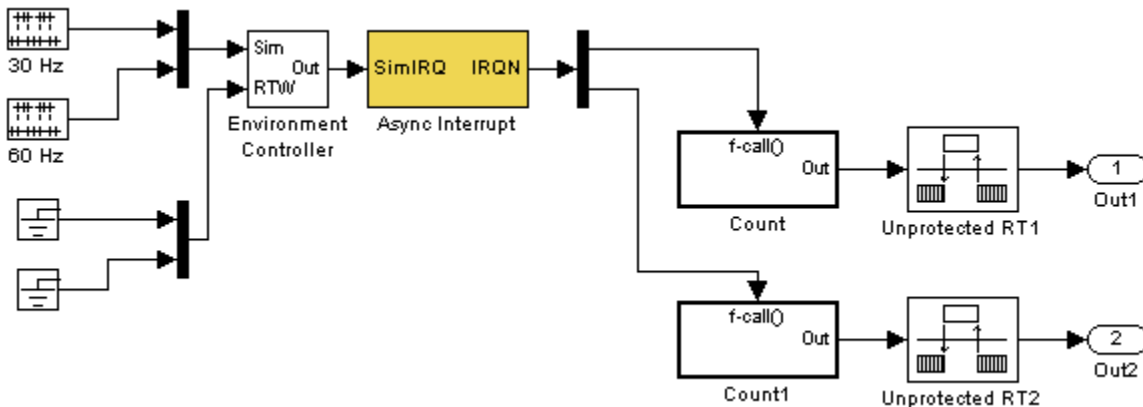 30 Hz
60 Hz
Sim
Out
RTW
Environment
Controller
SimIRQ IRQN
Async Interrupt
f-call()
Out
Count
Unprotected RT1
1
Out1
f-call()
Out
Count1
Unprotected RT2
2
Out2